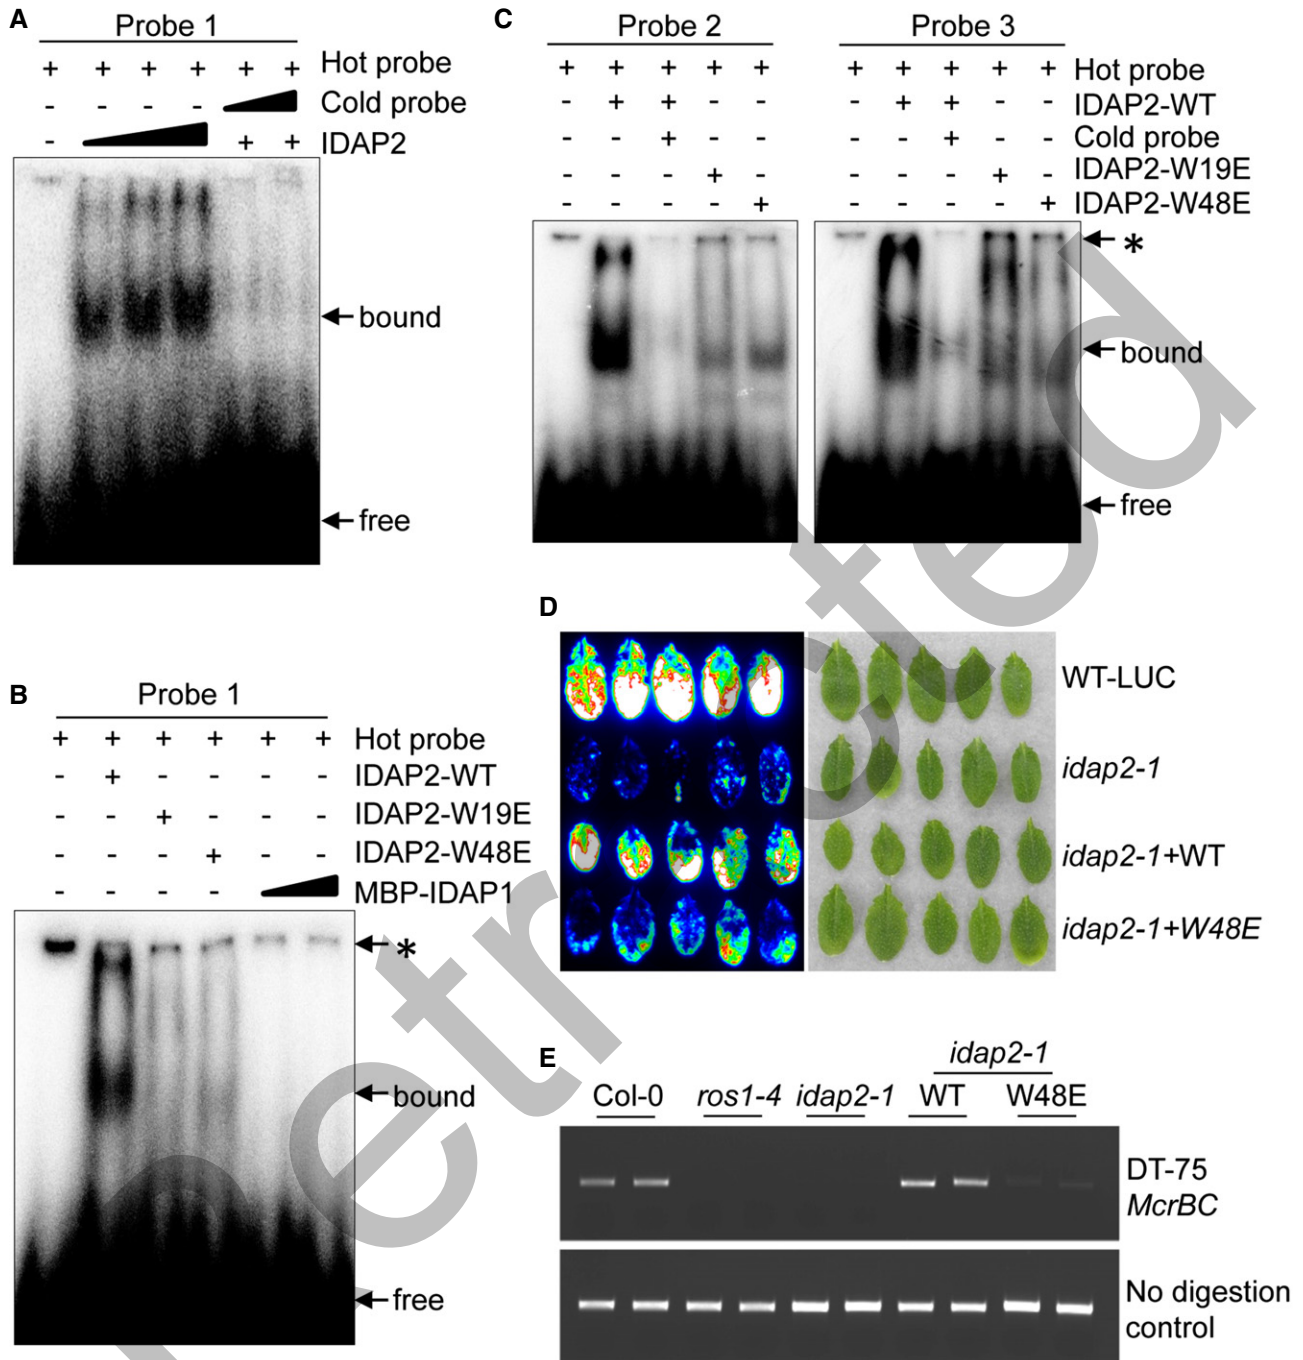 A
Probe 1
+ + + + + + Hot probe
- - - - Cold probe
- + + IDAP2
bound
free
B
Probe 1
+ + + + + + Hot probe
- + - - - - IDAP2-WT
- - + - - - IDAP2-W19E
- - - + - - IDAP2-W48E
- - - - MBP-IDAP1
*
bound
free
C
Probe 2
Probe 3
+ + + + + + + + + + Hot probe
- + + - - - + + - - IDAP2-WT
- - + - - - - + - - Cold probe
- - - + - - - - + - IDAP2-W19E
- - - - + - - - - + IDAP2-W48E
*
bound
free
D
WT-LUC
idap2-1
idap2-1+WT
idap2-1+W48E
E
idap2-1
Col-0 ros1-4 idap2-1 WT W48E
DT-75
McrBC
No digestion
control
retracted